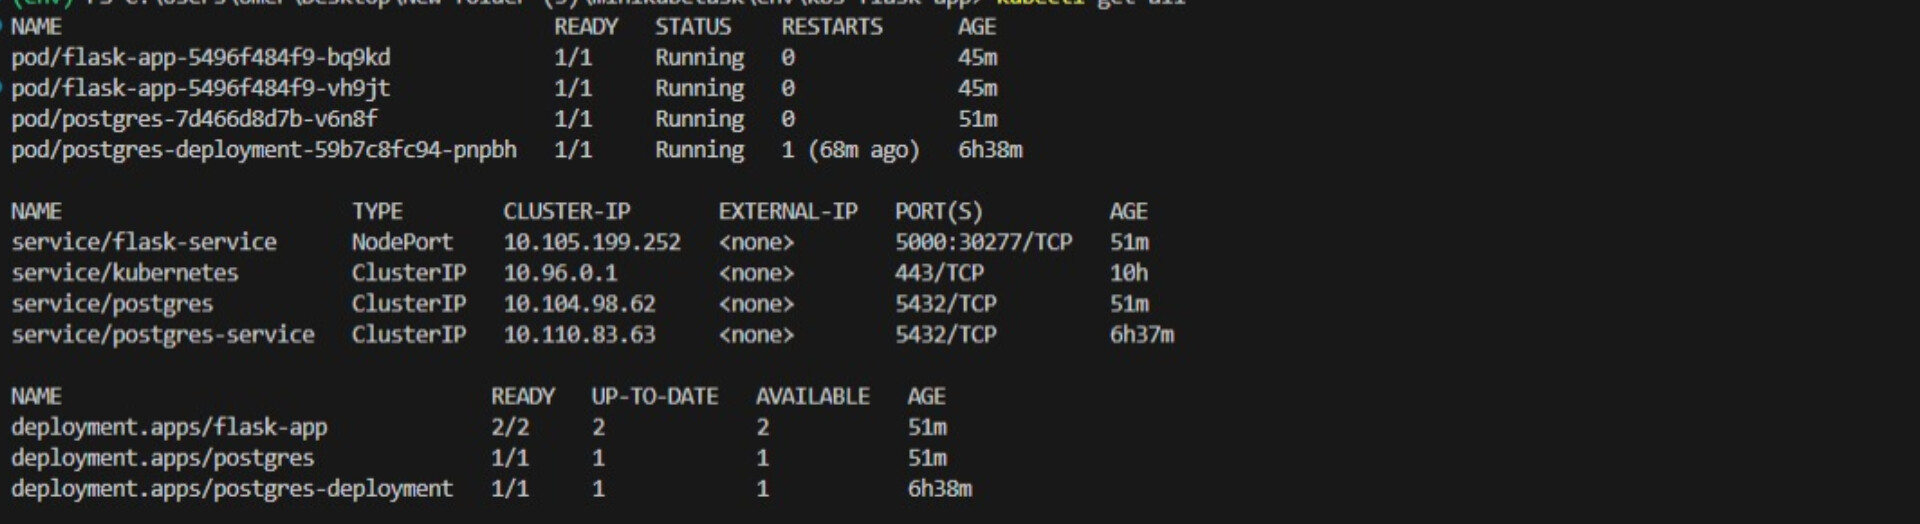 kubectl get all
NAME READY STATUS RESTARTS AGE
pod/flask-app-5496f484f9-bq9kd 1/1 Running 0 45m
pod/flask-app-5496f484f9-vh9jt 1/1 Running 0 45m
pod/postgres-7d466d8d7b-v6n8f 1/1 Running 0 51m
pod/postgres-deployment-59b7c8fc94-pnpbh 1/1 Running 1 (68m ago) 6h38m
NAME TYPE CLUSTER-IP EXTERNAL-IP PORT(S) AGE
service/flask-service NodePort 10.105.199.252 <none> 5000:30277/TCP 51m
service/kubernetes ClusterIP 10.96.0.1 <none> 443/TCP 10h
service/postgres ClusterIP 10.104.98.62 <none> 5432/TCP 51m
service/postgres-service ClusterIP 10.110.83.63 <none> 5432/TCP 6h37m
NAME READY UP-TO-DATE AVAILABLE AGE
deployment.apps/flask-app 2/2 2 2 51m
deployment.apps/postgres 1/1 1 1 51m
deployment.apps/postgres-deployment 1/1 1 1 6h38m